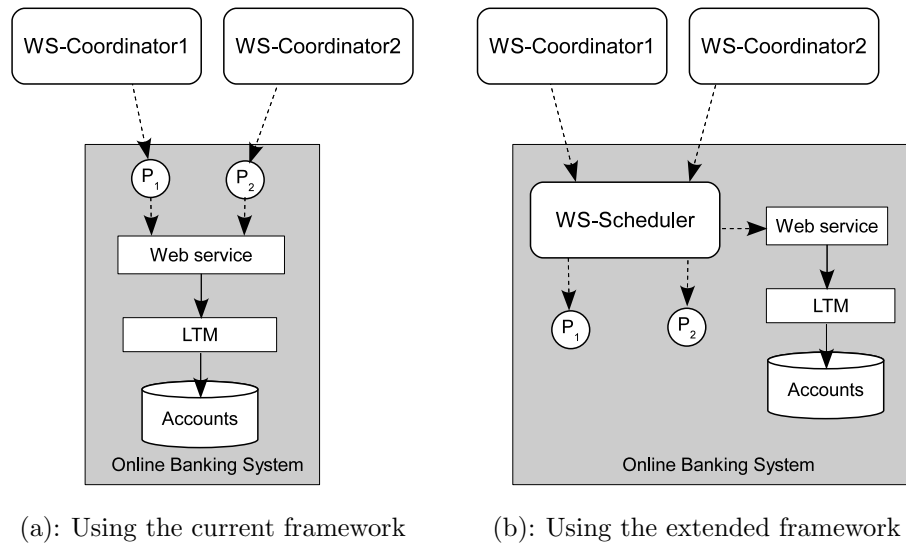 WS-Coordinator1
WS-Coordinator2
P1
P2
Web service
LTM
Accounts
Online Banking System
(a): Using the current framework
WS-Coordinator1
WS-Coordinator2
WS-Scheduler
Web service
P1
P2
LTM
Accounts
Online Banking System
(b): Using the extended framework